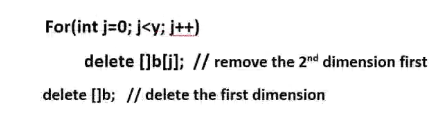 For(int j=0; j<y; j++)
delete []b[j]; // remove the 2nd dimension first
delete []b; // delete the first dimension